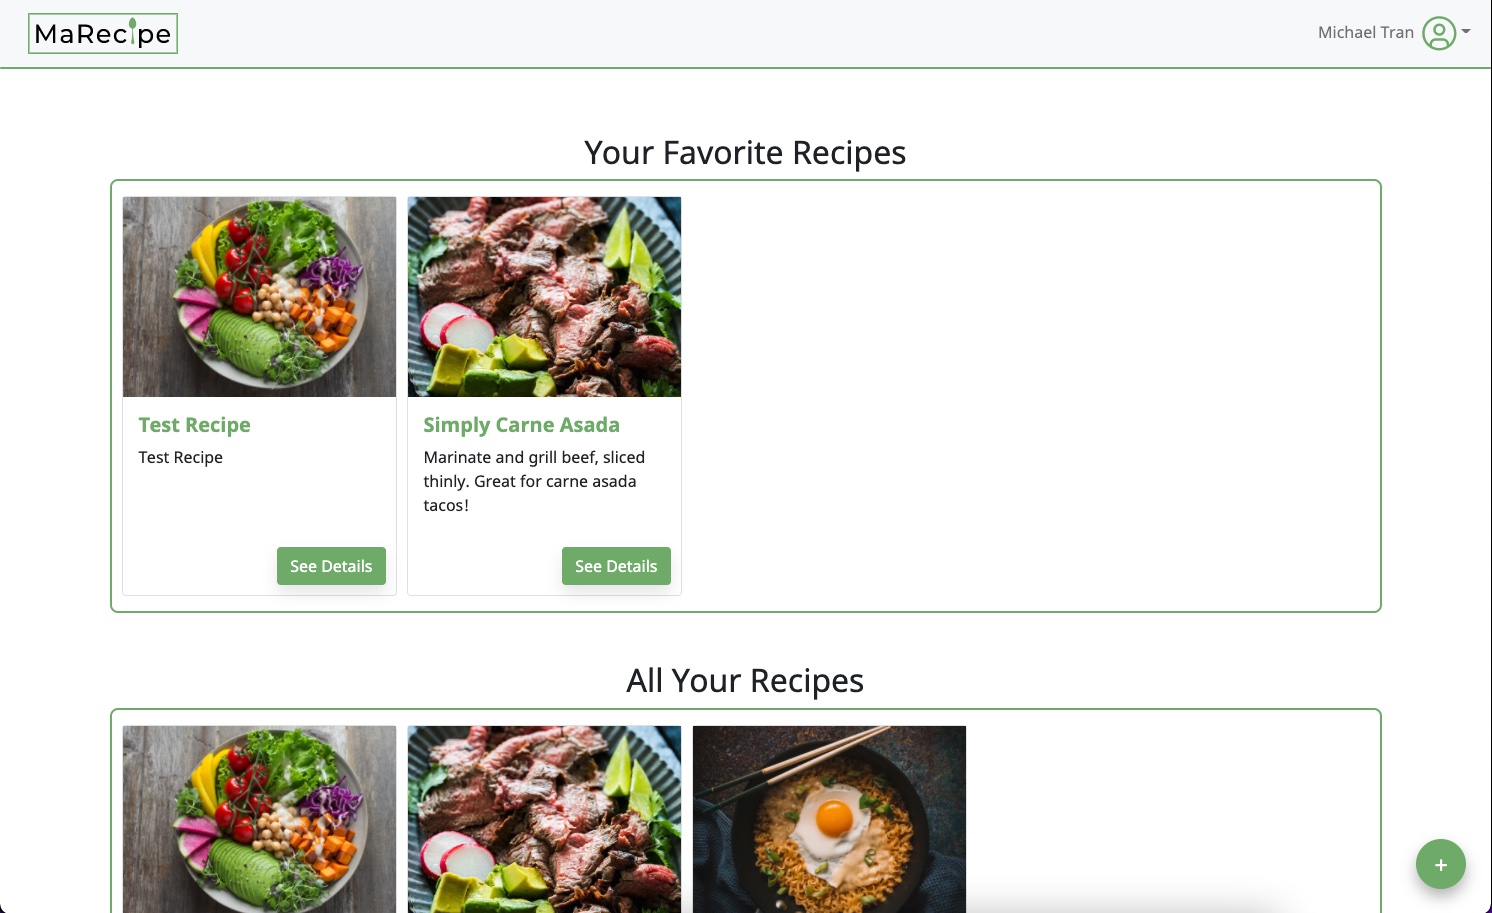 MaRecipe
Michael Tran
Your Favorite Recipes
Test Recipe
Test Recipe
See Details
Simply Carne Asada
Marinate and grill beef, sliced
thinly. Great for carne asada
tacos!
See Details
All Your Recipes
+